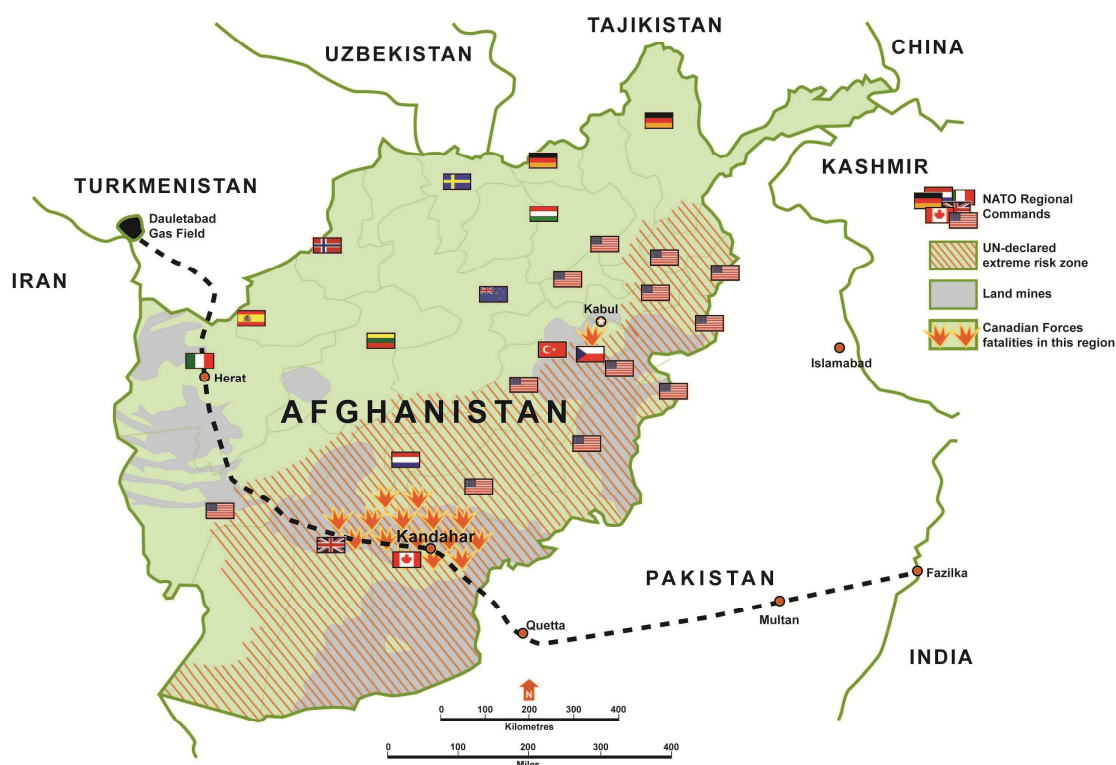 TAJIKISTAN
UZBEKISTAN
CHINA
KASHMIR
TURKMENISTAN
Dauletabad
Gas Field
NATO Regional
Commands
IRAN
UN-declared
extreme risk zone
Land mines
Kabul
Canadian Forces
fatalities in this region
Islamabad
Herat
AFGHANISTAN
Kandahar
PAKISTAN
Fazilka
Multan
Quetta
INDIA
N
0 100 200 300 400
Kilometres
0 100 200 300 400
Miles